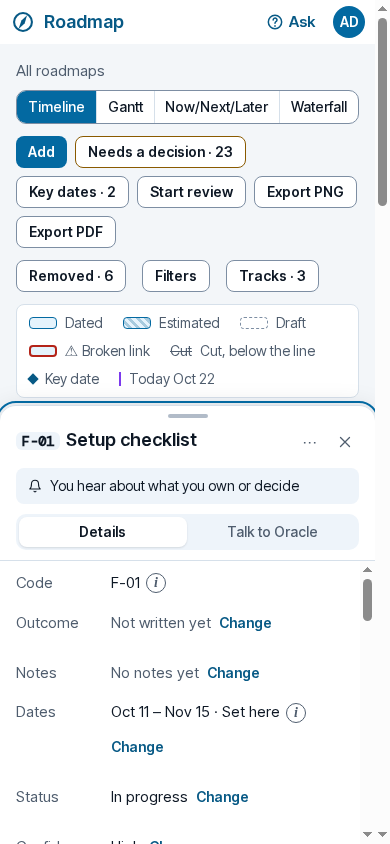 Roadmap
Ask
AD
All roadmaps
Timeline Gantt Now/Next/Later Waterfall
Add Needs a decision · 23
Key dates · 2 Start review Export PNG
Export PDF
Removed · 6 Filters Tracks · 3
Dated Estimated Draft
⚠ Broken link Cut Cut, below the line
Key date Today Oct 22
F-01 Setup checklist ... ×
You hear about what you own or decide
Details Talk to Oracle
Code F-01 i
Outcome Not written yet Change
Notes No notes yet Change
Dates Oct 11 – Nov 15 · Set here i
Change
Status In progress Change